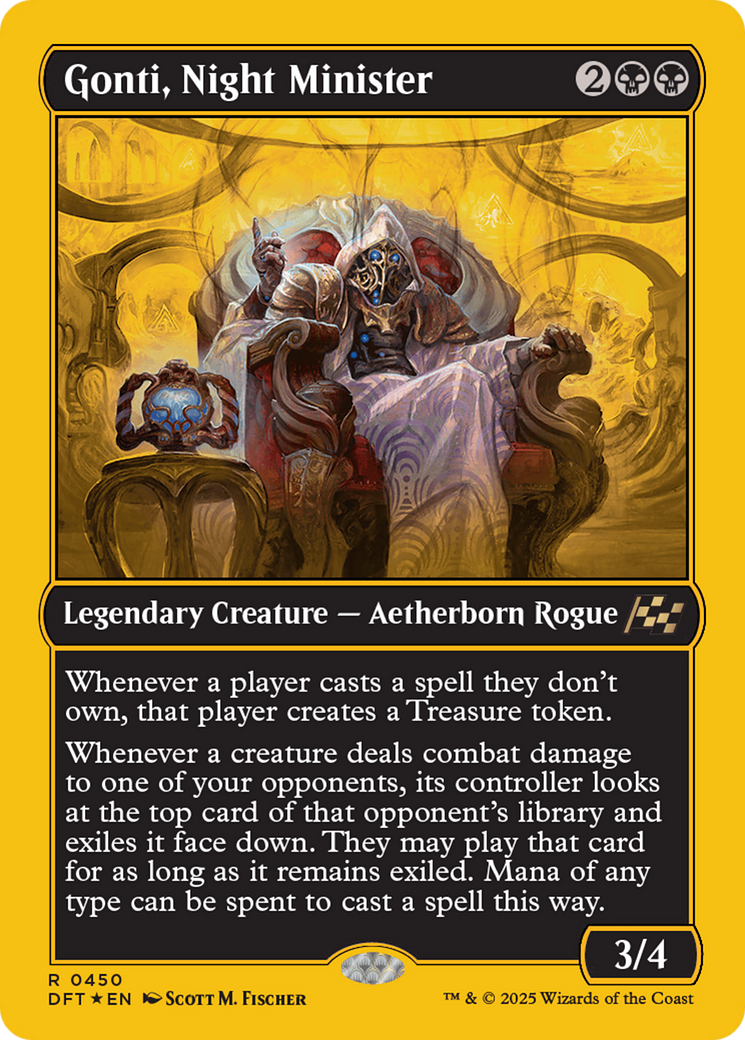 Gonti, Night Minister
2
Legendary Creature — Aetherborn Rogue
Whenever a player casts a spell they don't
own, that player creates a Treasure token.
Whenever a creature deals combat damage
to one of your opponents, its controller looks
at the top card of that opponent's library and
exiles it face down. They may play that card
for as long as it remains exiled. Mana of any
type can be spent to cast a spell this way.
3/4
R 0450
DFT★EN Scott M. Fischer
™ & © 2025 Wizards of the Coast